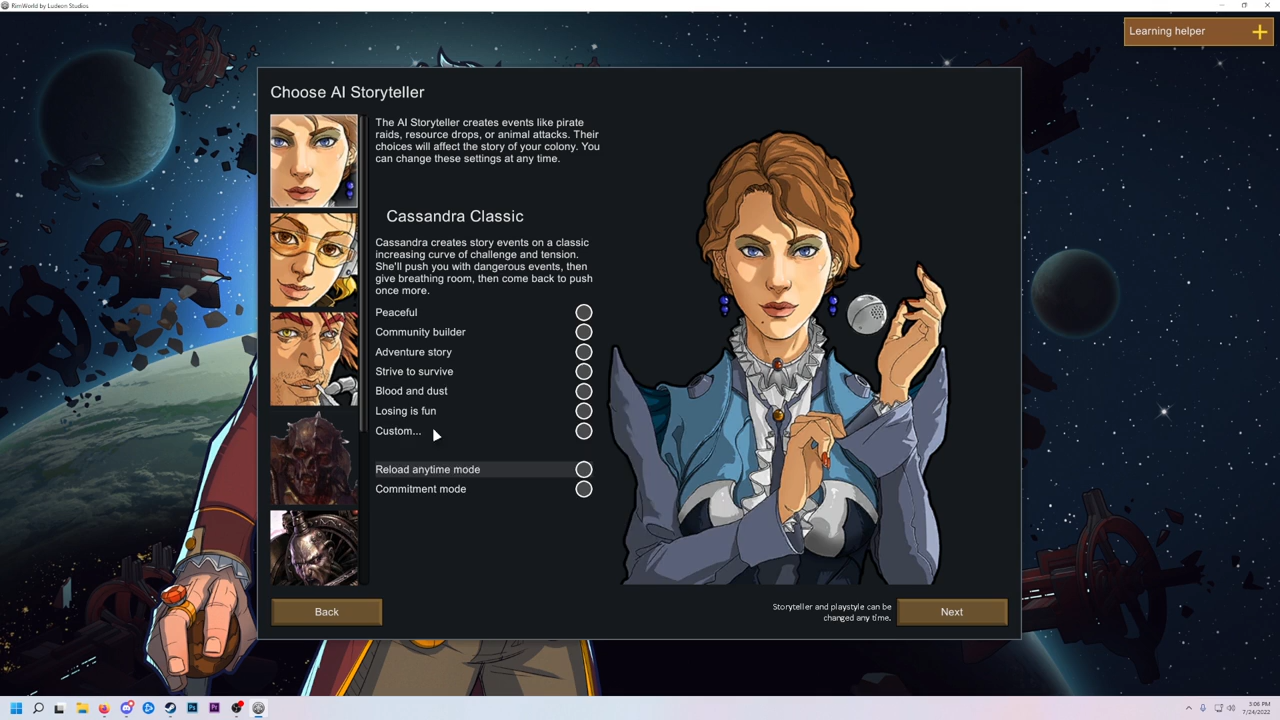 RimWorld by Ludeon Studios
Learning helper
Choose AI Storyteller
The AI Storyteller creates events like pirate
raids, resource drops, or animal attacks. Their
choices will affect the story of your colony. You
can change these settings at any time.
Cassandra Classic
Cassandra creates story events on a classic
increasing curve of challenge and tension.
She'll push you with dangerous events, then
give breathing room, then come back to push
once more.
Peaceful
Community builder
Adventure story
Strive to survive
Blood and dust
Losing is fun
Custom...
Reload anytime mode
Commitment mode
Back
Storyteller and playstyle can be
changed any time.
Next
3:06 PM
7/24/2022